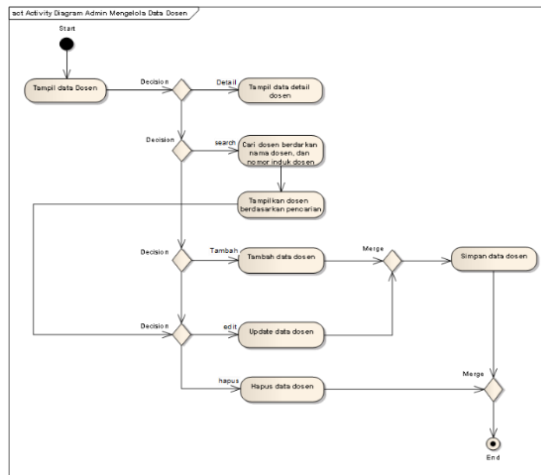 act Activity Diagram Admin Mengelola Data Dosen
Start
Tampil data Dosen
Decision
Detail
Tampil data detail
dosen
Decision
search
Cari dosen berdarkan
nama dosen, dan
nomor induk dosen
Tampilkan dosen
berdasarkan pencarian
Decision
Tambah
Tambah data dosen
Merge
Simpan data dosen
Decision
edit
Update data dosen
hapus
Hapus data dosen
Merge
End